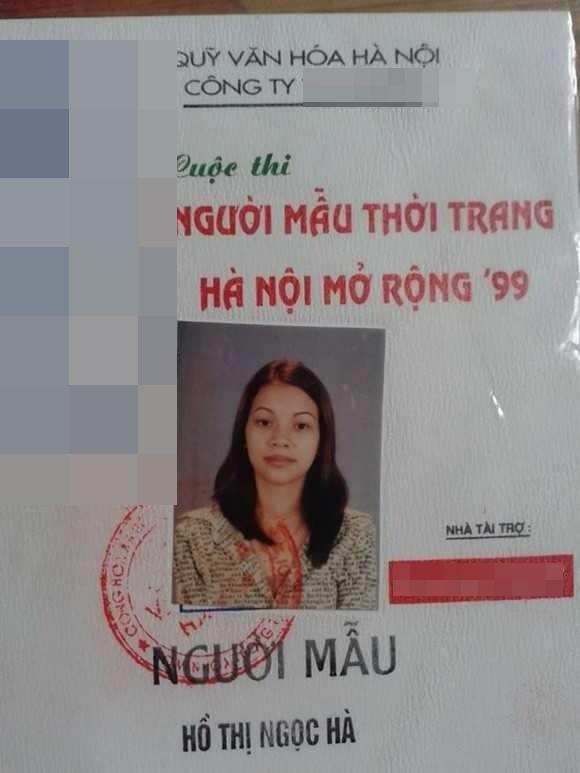 QUỸ VĂN HÓA HÀ NỘI
CÔNG TY
Cuộc thi
NGƯỜI MẪU THỜI TRANG
HÀ NỘI MỞ RỘNG '99
NHÀ TÀI TRỢ :
NGƯỜI MẪU
HỒ THỊ NGỌC HÀ